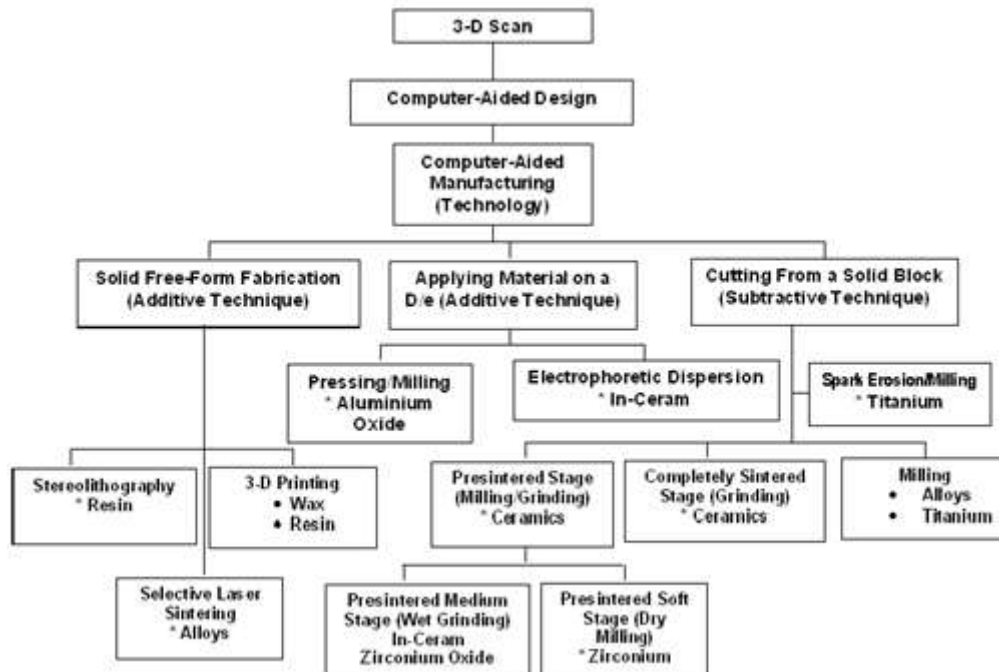 3-D Scan
Computer-Aided Design
Computer-Aided
Manufacturing
(Technology)
Solid Free-Form Fabrication
(Additive Technique)
Applying Material on a
D/e (Additive Technique)
Cutting From a Solid Block
(Subtractive Technique)
Pressing/Milling
* Aluminium
Oxide
Electrophoretic Dispersion
* In-Ceram
Spark Erosion/Milling
* Titanium
Stereolithography
* Resin
3-D Printing
• Wax
• Resin
Presintered Stage
(Milling/Grinding)
* Ceramics
Completely Sintered
Stage (Grinding)
* Ceramics
Milling
• Alloys
• Titanium
Selective Laser
Sintering
* Alloys
Presintered Medium
Stage (Wet Grinding)
In-Ceram
Zirconium Oxide
Presintered Soft
Stage (Dry
Milling)
* Zirconium